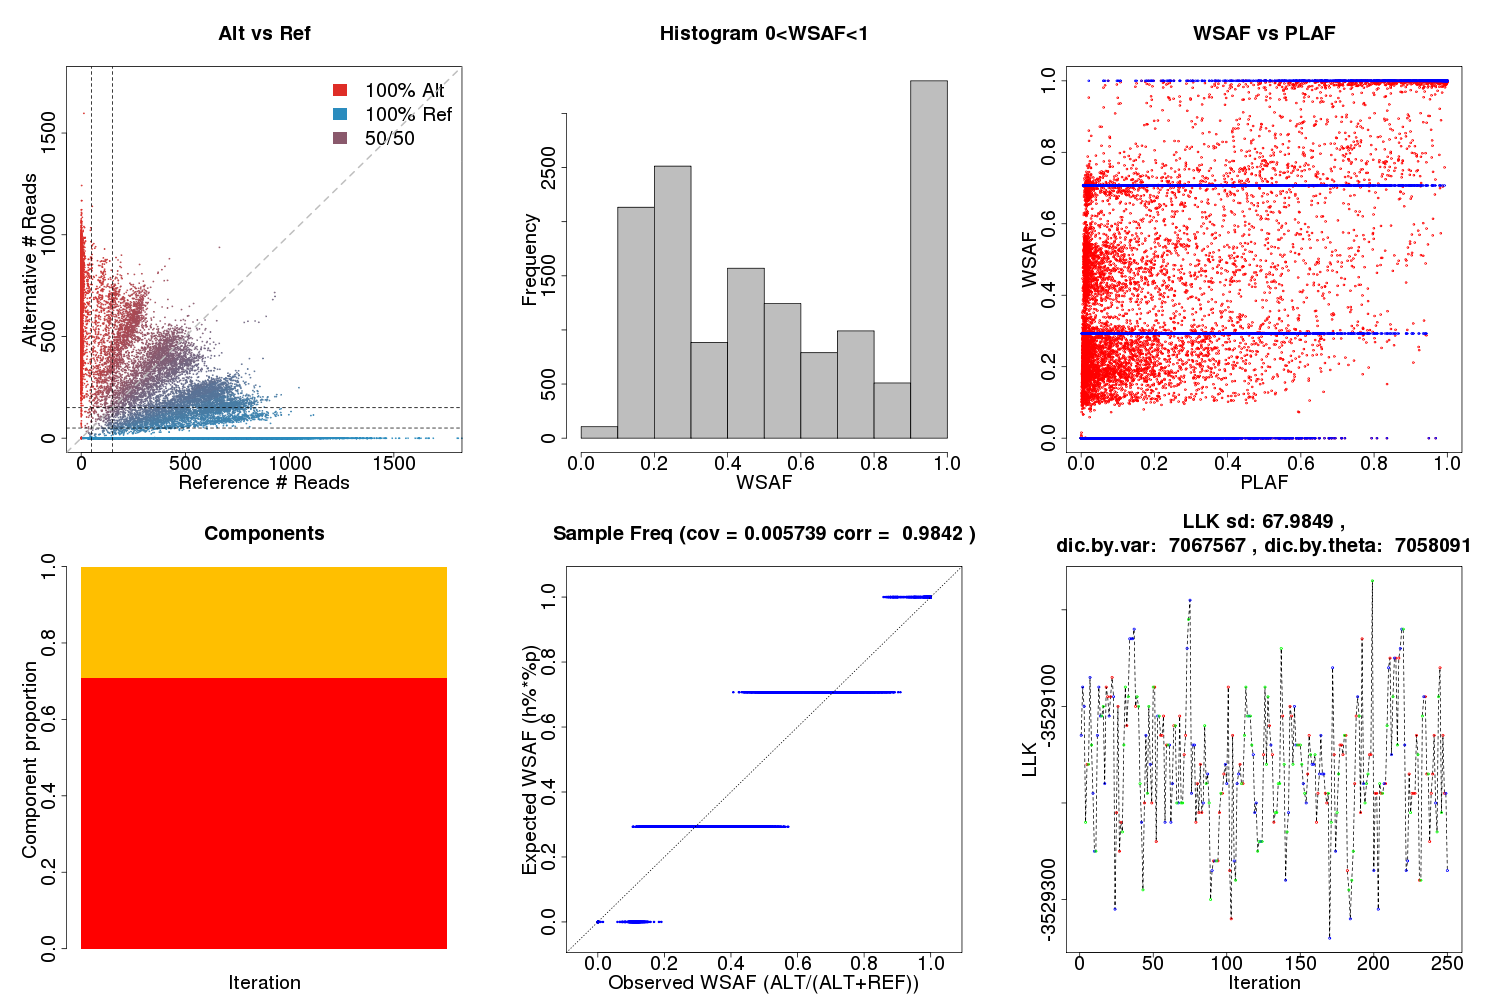 Alt vs Ref
100% Alt
100% Ref
50/50
0 500 1000 1500
Alternative # Reads
0 500 1000 1500
Reference # Reads
Histogram 0<WSAF<1
0 500 1500 2500
Frequency
0.0 0.2 0.4 0.6 0.8 1.0
WSAF
WSAF vs PLAF
0.0 0.2 0.4 0.6 0.8 1.0
WSAF
0.0 0.2 0.4 0.6 0.8 1.0
PLAF
Components
0.0 0.2 0.4 0.6 0.8 1.0
Component proportion
Iteration
Sample Freq (cov = 0.005739 corr = 0.9842 )
0.0 0.2 0.4 0.6 0.8 1.0
Expected WSAF (h%*%p)
0.0 0.2 0.4 0.6 0.8 1.0
Observed WSAF (ALT/(ALT+REF))
LLK sd: 67.9849 ,
dic.by.var: 7067567 , dic.by.theta: 7058091
-3529300 -3529100
LLK
0 50 100 150 200 250
Iteration